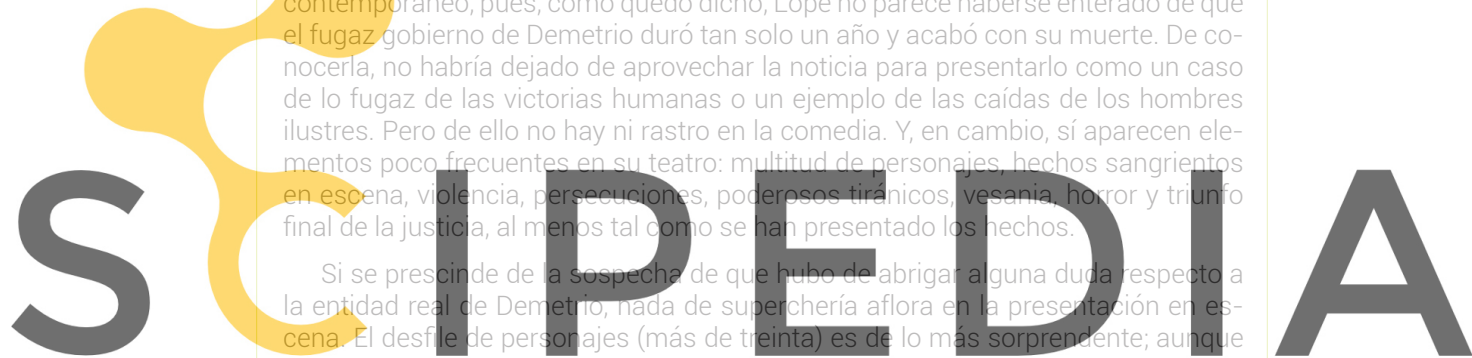 contemporáneo, pues, como quedó dicho, Lope no parece haberse enterado de que
el fugaz gobierno de Demetrio duró tan solo un año y acabó con su muerte. De co-
nocerla, no habría dejado de aprovechar la noticia para presentarlo como un caso
de lo fugaz de las victorias humanas o un ejemplo de las caídas de los hombres
ilustres. Pero de ello no hay ni rastro en la comedia. Y, en cambio, sí aparecen ele-
mentos poco frecuentes en su teatro: multitud de personajes, hechos sangrientos
en escena, violencia, persecuciones, poderosos tiránicos, vesania, horror y triunfo
final de la justicia, al menos tal como se han presentado los hechos.
Si se prescinde de la sospecha de que hubo de abrigar alguna duda respecto a
la entidad real de Demetrio, nada de superchería aflora en la presentación en es-
cena. El desfile de personajes (más de treinta) es de lo más sorprendente; aunque
SCIPEDIA